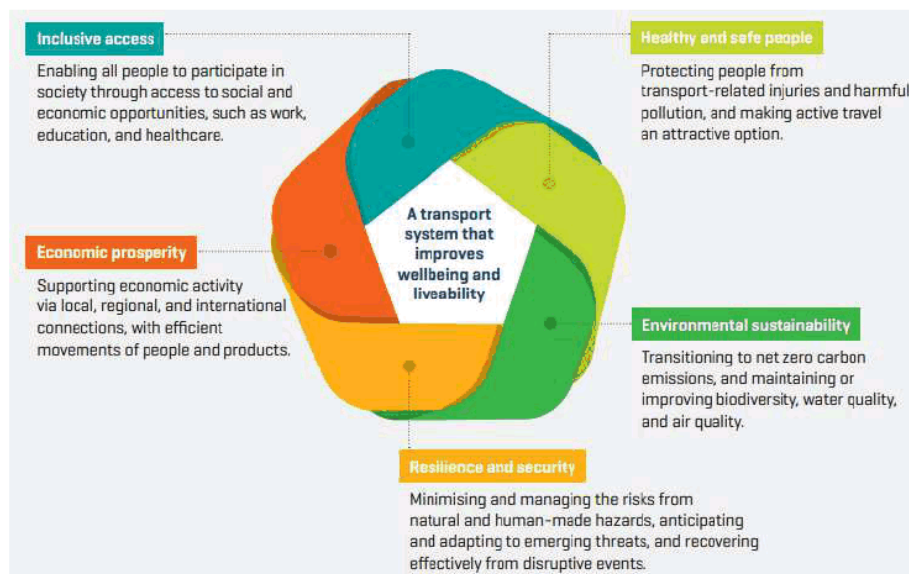 Inclusive access
Enabling all people to participate in
society through access to social and
economic opportunities, such as work,
education, and healthcare.
Healthy and safe people
Protecting people from
transport-related injuries and harmful
pollution, and making active travel
an attractive option.
A transport
system that
improves
wellbeing and
liveability
Economic prosperity
Supporting economic activity
via local, regional, and international
connections, with efficient
movements of people and products.
Environmental sustainability
Transitioning to net zero carbon
emissions, and maintaining or
improving biodiversity, water quality,
and air quality.
Resilience and security
Minimising and managing the risks from
natural and human-made hazards, anticipating
and adapting to emerging threats, and recovering
effectively from disruptive events.